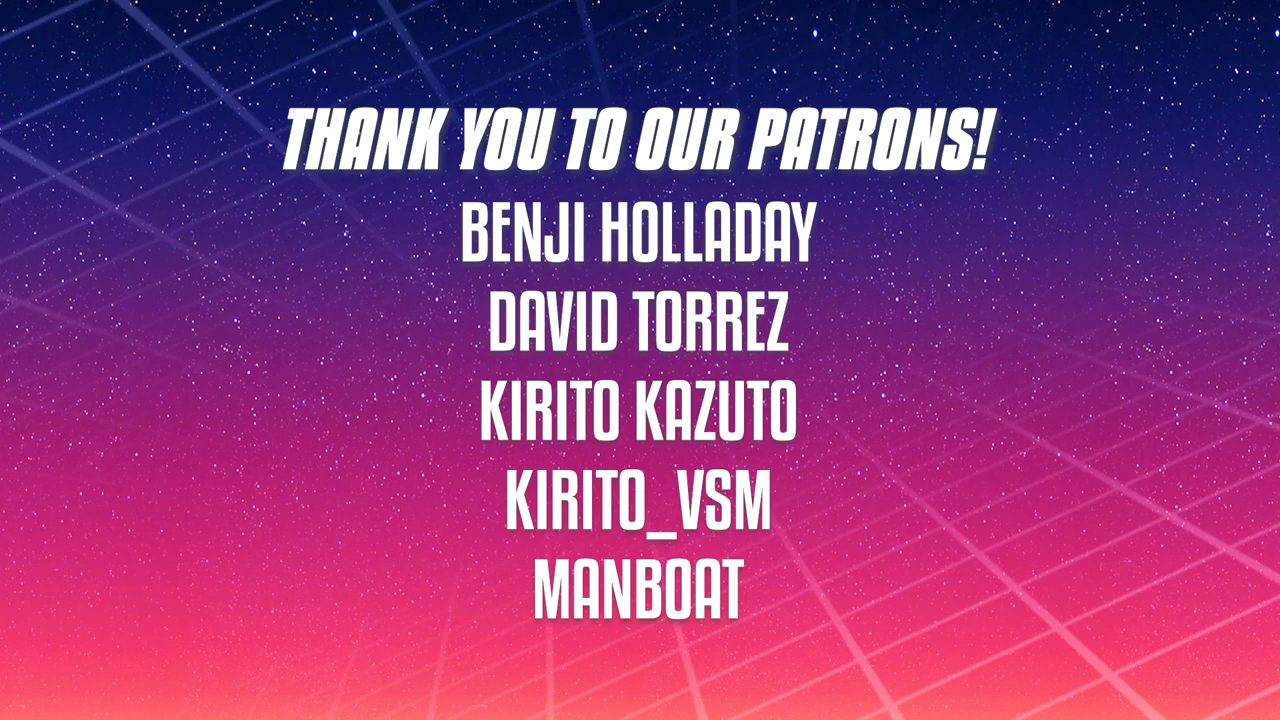 THANK YOU TO OUR PATRONS!
BENJI HOLLADAY
DAVID TORREZ
KIRITO KAZUTO
KIRITO_VSM
MANBOAT